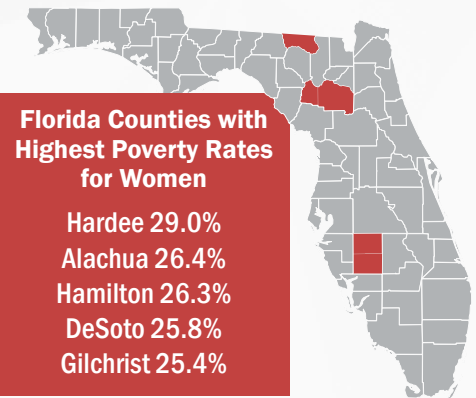 Florida Counties with
Highest Poverty Rates
for Women
Hardee 29.0%
Alachua 26.4%
Hamilton 26.3%
DeSoto 25.8%
Gilchrist 25.4%